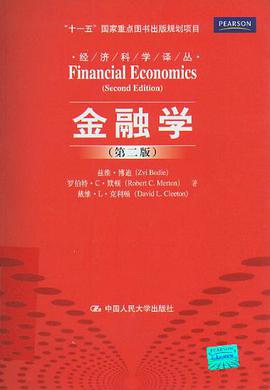 "十一五"国家重点图书出版规划项目
PEARSON
·经/济/科/学/译/丛·
Financial Economics
(Second Edition)
金融学
(第二版)
兹维·博迪 (Zvi Bodie)
罗伯特·C·默顿 (Robert C. Merton) 著
戴维·L·克利顿 (David L. Cleeton)
中国人民大学出版社